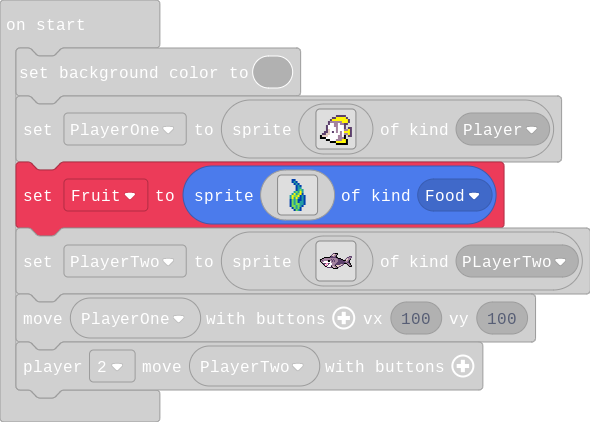 on start
set background color to
set PlayerOne to sprite of kind Player
set Fruit to sprite of kind Food
set PlayerTwo to sprite of kind PLayerTwo
move PlayerOne with buttons vx 100 vy 100
player 2 move PlayerTwo with buttons